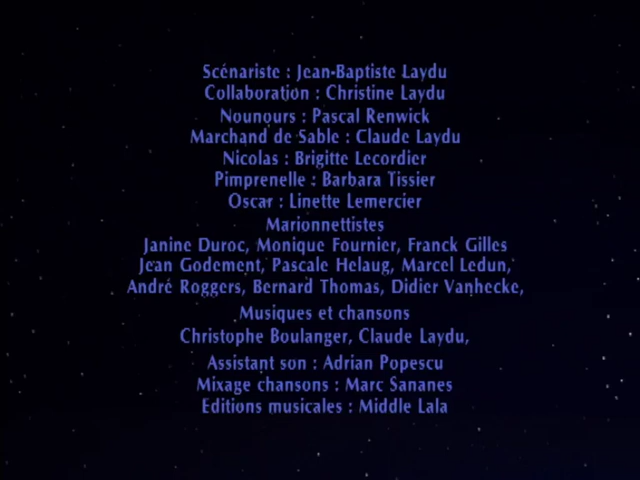 Scénariste : Jean-Baptiste Laydu
Collaboration : Christine Laydu
Nounours : Pascal Renwick
Marchand de Sable : Claude Laydu
Nicolas : Brigitte Lecordier
Pimprenelle : Barbara Tissier
Oscar : Linette Lemercier
Marionnettistes
Janine Duroc, Monique Fournier, Franck Gilles
Jean Godement, Pascale Helaug, Marcel Ledun,
André Roggers, Bernard Thomas, Didier Vanhecke,
Musiques et chansons
Christophe Boulanger, Claude Laydu,
Assistant son : Adrian Popescu
Mixage chansons : Marc Sananes
Editions musicales : Middle Lala